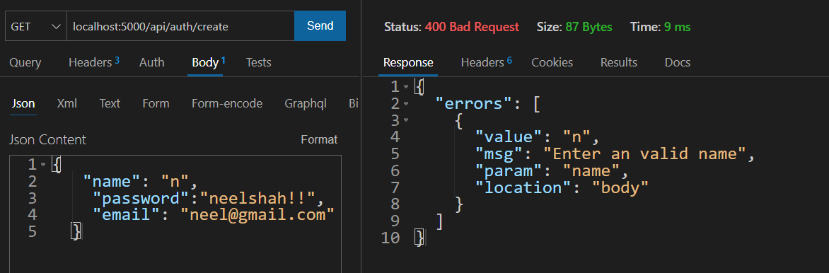 GET localhost:5000/api/auth/create Send
Query Headers 3 Auth Body 1 Tests
Json Xml Text Form Form-encode Graphql Bi
Json Content Format
1 {
2 "name": "n",
3 "password":"neelshah!!",
4 "email": "neel@gmail.com"
5 }
Status: 400 Bad Request Size: 87 Bytes Time: 9 ms
Response Headers 6 Cookies Results Docs
1 {
2 "errors": [
3 {
4 "value": "n",
5 "msg": "Enter an valid name",
6 "param": "name",
7 "location": "body"
8 }
9 ]
10 }